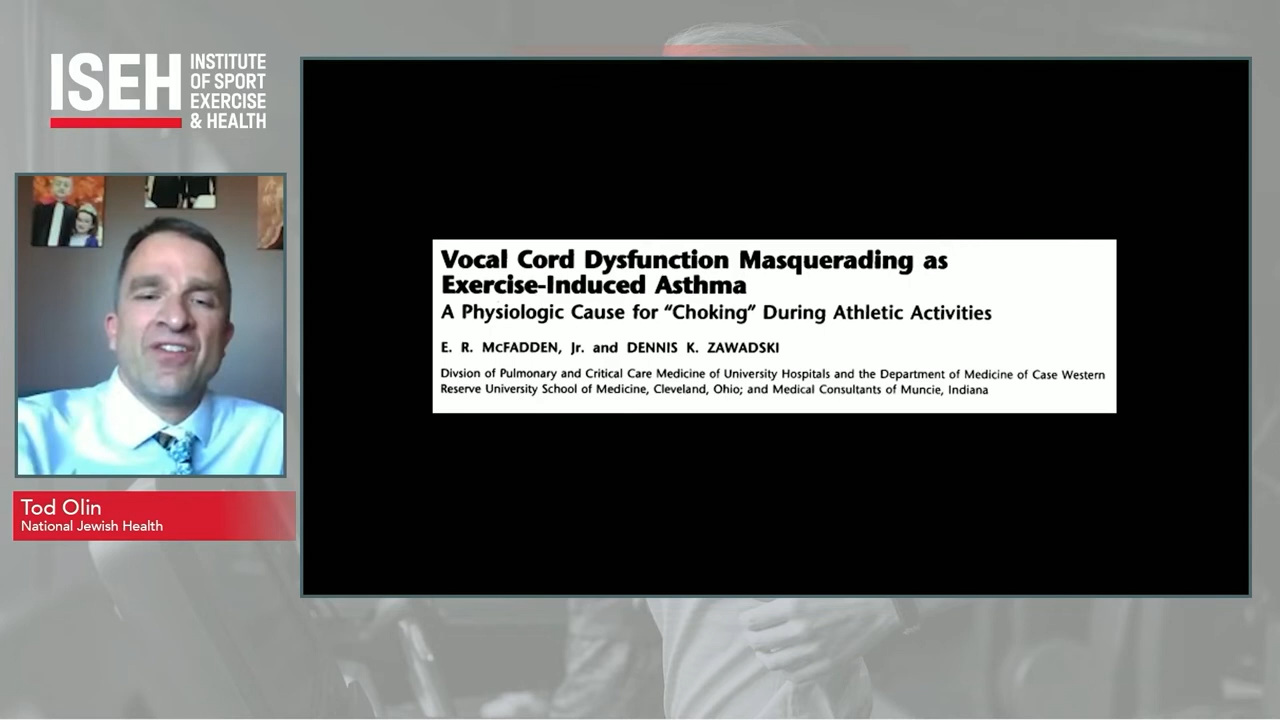 ISEH
INSTITUTE
OF SPORT
EXERCISE
& HEALTH
Tod Olin
National Jewish Health
Vocal Cord Dysfunction Masquerading as
Exercise-Induced Asthma
A Physiologic Cause for “Choking” During Athletic Activities
E. R. McFADDEN, Jr. and DENNIS K. ZAWADSKI
Divsion of Pulmonary and Critical Care Medicine of University Hospitals and the Department of Medicine of Case Western
Reserve University School of Medicine, Cleveland, Ohio; and Medical Consultants of Muncie, Indiana